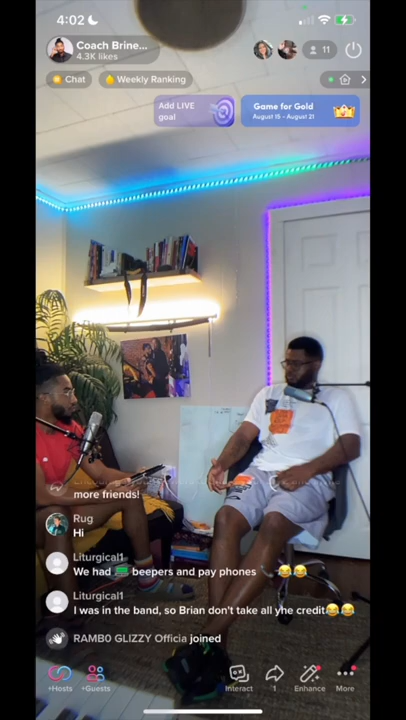 4:02
Coach Brine...
4.3K likes
11
Chat
Weekly Ranking
Add LIVE
goal
Game for Gold
August 15 - August 21
more friends!
Rug
Hi
Liturgical1
We had 📟 beepers and pay phones 📞😂😂
Liturgical1
I was in the band, so Brian don't take all yhe credit😂😂
RAMB0 GLIZZY Officia joined
+Hosts
+Guests
Interact
1
Enhance
More